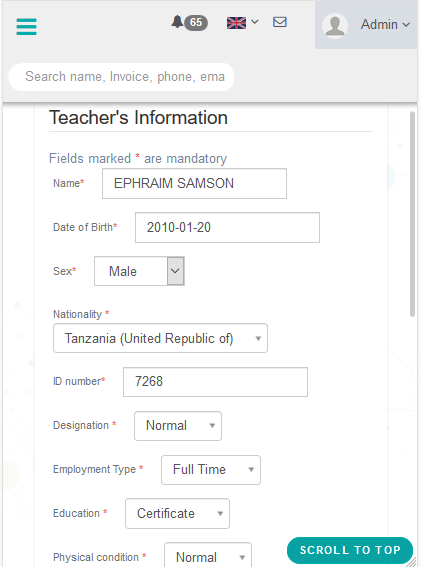 65
Admin
Search name, Invoice, phone, ema
Teacher's Information
Fields marked * are mandatory
Name* EPHRAIM SAMSON
Date of Birth* 2010-01-20
Sex* Male
Nationality *
Tanzania (United Republic of)
ID number* 7268
Designation * Normal
Employment Type * Full Time
Education * Certificate
SCROLL TO TOP
Physical condition * Normal